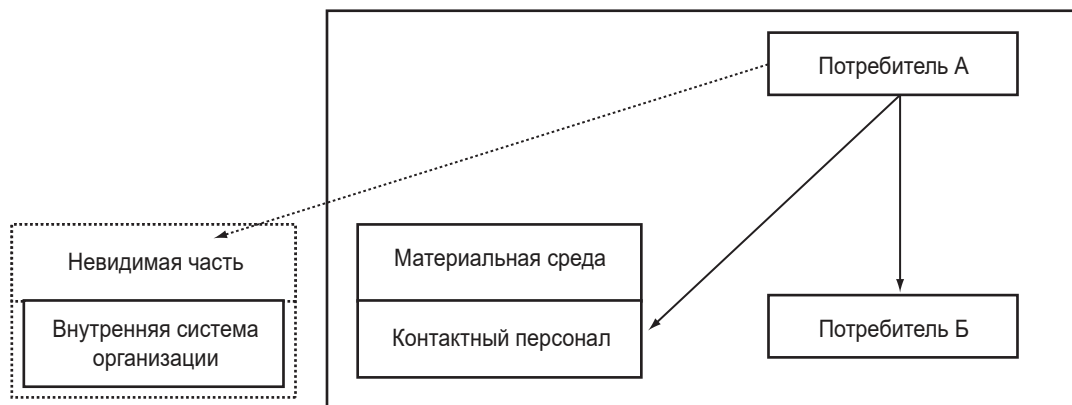 Потребитель А
Невидимая часть
Материальная среда
Внутренняя система
организации
Контактный персонал
Потребитель Б